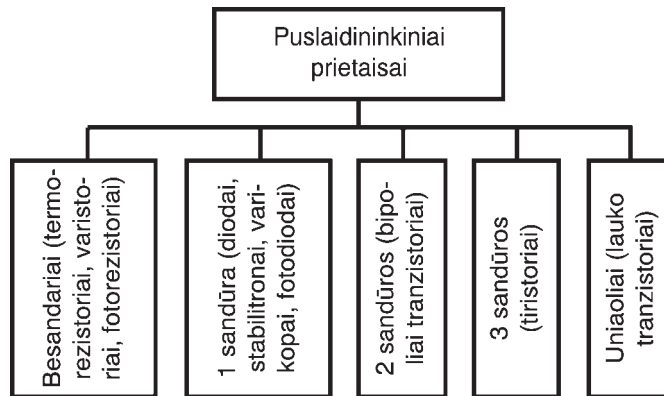 Puslaidininkiniai
prietaisai
Besandariai (termo-
rezistoriai, varisto-
riai, fotorezistoriai)
1 sandūra (diodai,
stabilitronai, vari-
kopai, fotodiodai)
2 sandūros (bipo-
liai tranzistoriai)
3 sandūros
(tiristoriai)
Uniaoliai (lauko
tranzistoriai)